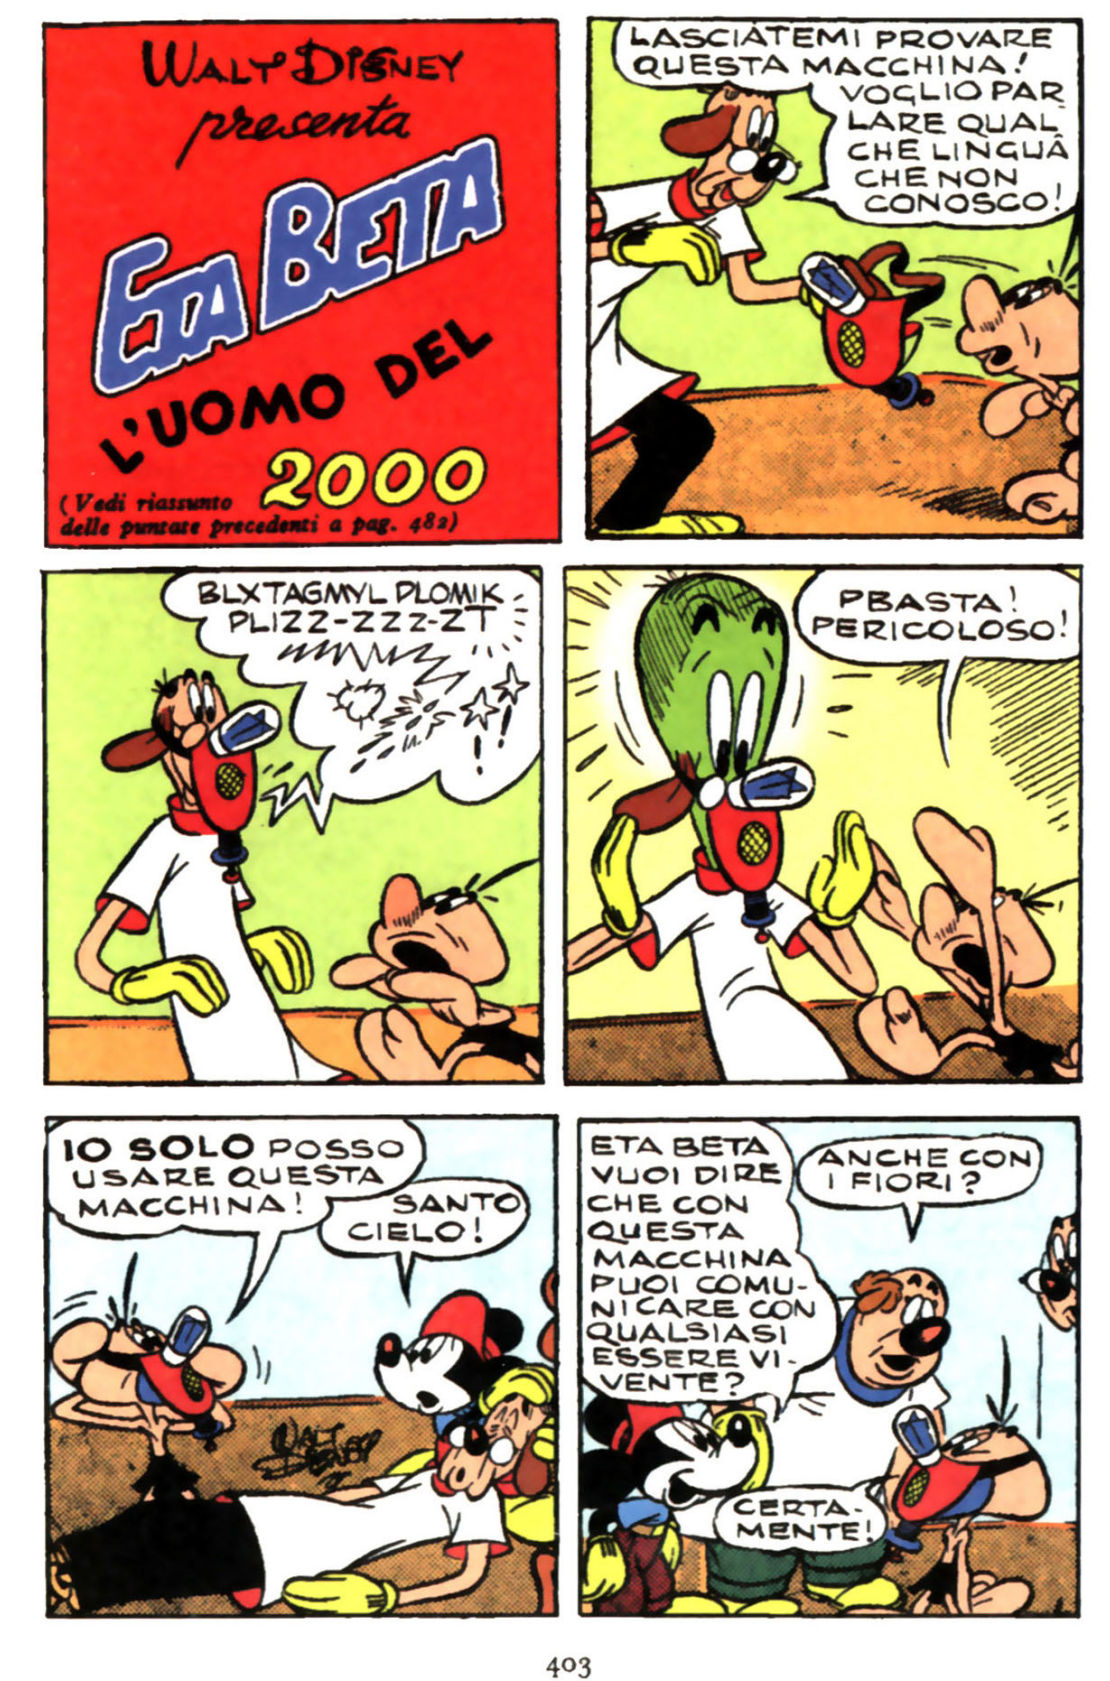 WALT DISNEY
presenta
ETA BETA
L'UOMO DEL
2000
(Vedi riassunto
delle puntate precedenti a pag. 482)
LASCIATEMI PROVARE
QUESTA MACCHINA!
VOGLIO PAR
LARE QUAL
CHE LINGUA
CHE NON
CONOSCO!
BLXTAGMYL PLOMIK
PLIZZ-ZZZ-ZT
PBASTA!
PERICOLOSO!
IO SOLO POSSO
USARE QUESTA
MACCHINA!
SANTO
CIELO!
WALT
DISNEY
ETA BETA
VUOI DIRE
CHE CON
QUESTA
MACCHINA
PUOI COMU-
NICARE CON
QUALSIASI
ESSERE VI-
VENTE?
ANCHE CON
I FIORI?
CERTA-
MENTE!
403